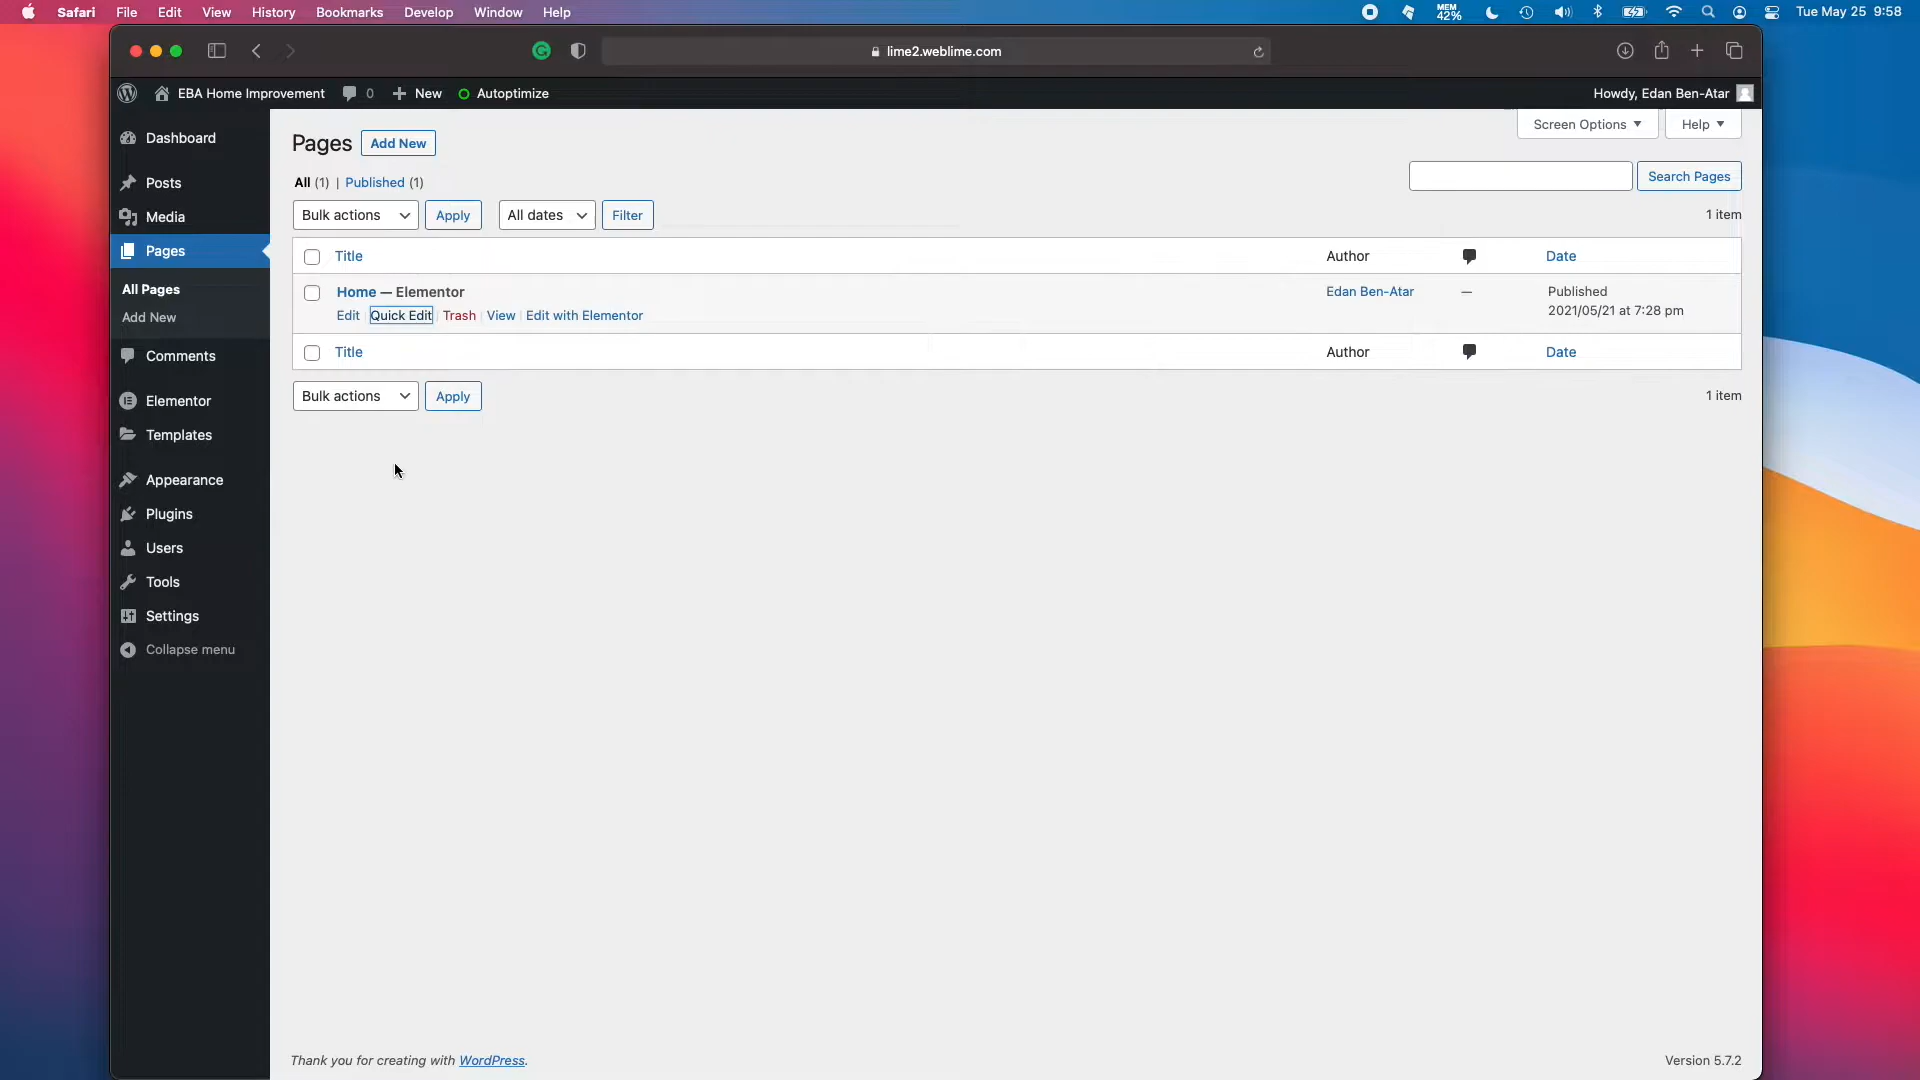 Safari File Edit View History Bookmarks Develop Window Help
MEM 42% Tue May 25 9:58
lime2.weblime.com
EBA Home Improvement 0 New Autoptimize
Howdy, Edan Ben-Atar
Dashboard
Posts
Media
Pages
All Pages
Add New
Comments
Elementor
Templates
Appearance
Plugins
Users
Tools
Settings
Collapse menu
Screen Options Help
Pages Add New
All (1) | Published (1)
Search Pages
Bulk actions Apply All dates Filter
1 item
Title Author Date
Home — Elementor Edan Ben-Atar — Published
2021/05/21 at 7:28 pm
Edit Quick Edit Trash View Edit with Elementor
Title Author Date
Bulk actions Apply
1 item
Thank you for creating with WordPress.
Version 5.7.2